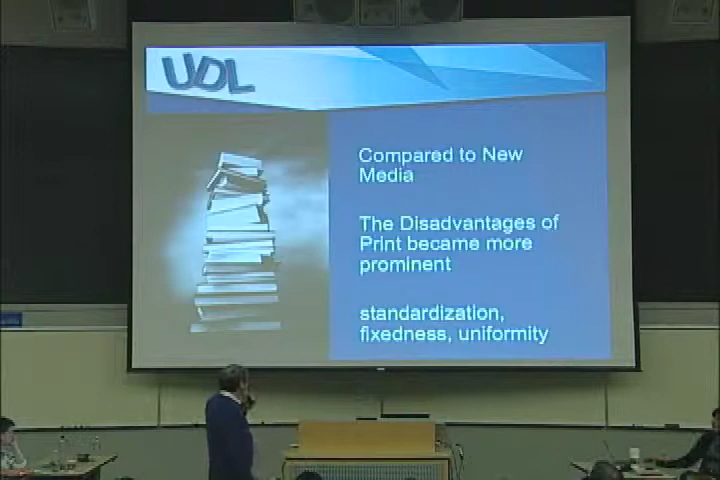 UDL
Compared to New
Media
The Disadvantages of
Print became more
prominent
standardization,
fixedness, uniformity